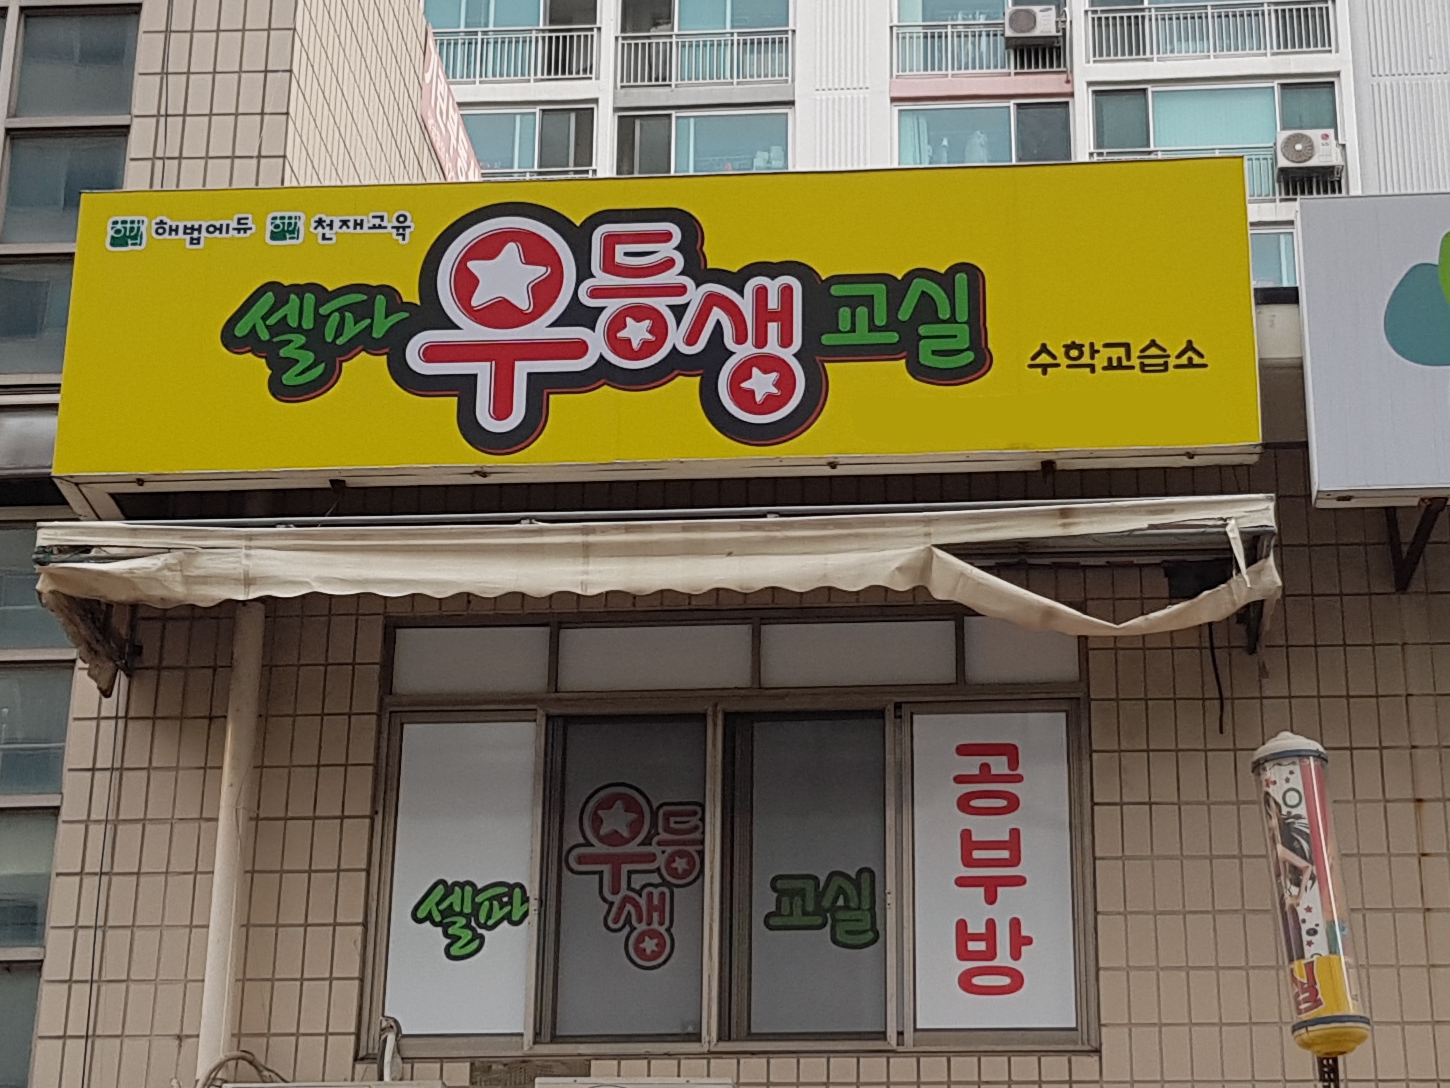 해법에듀 천재교육
셀파 우등생교실
수학교습소
셀파 우등생 교실
공부방